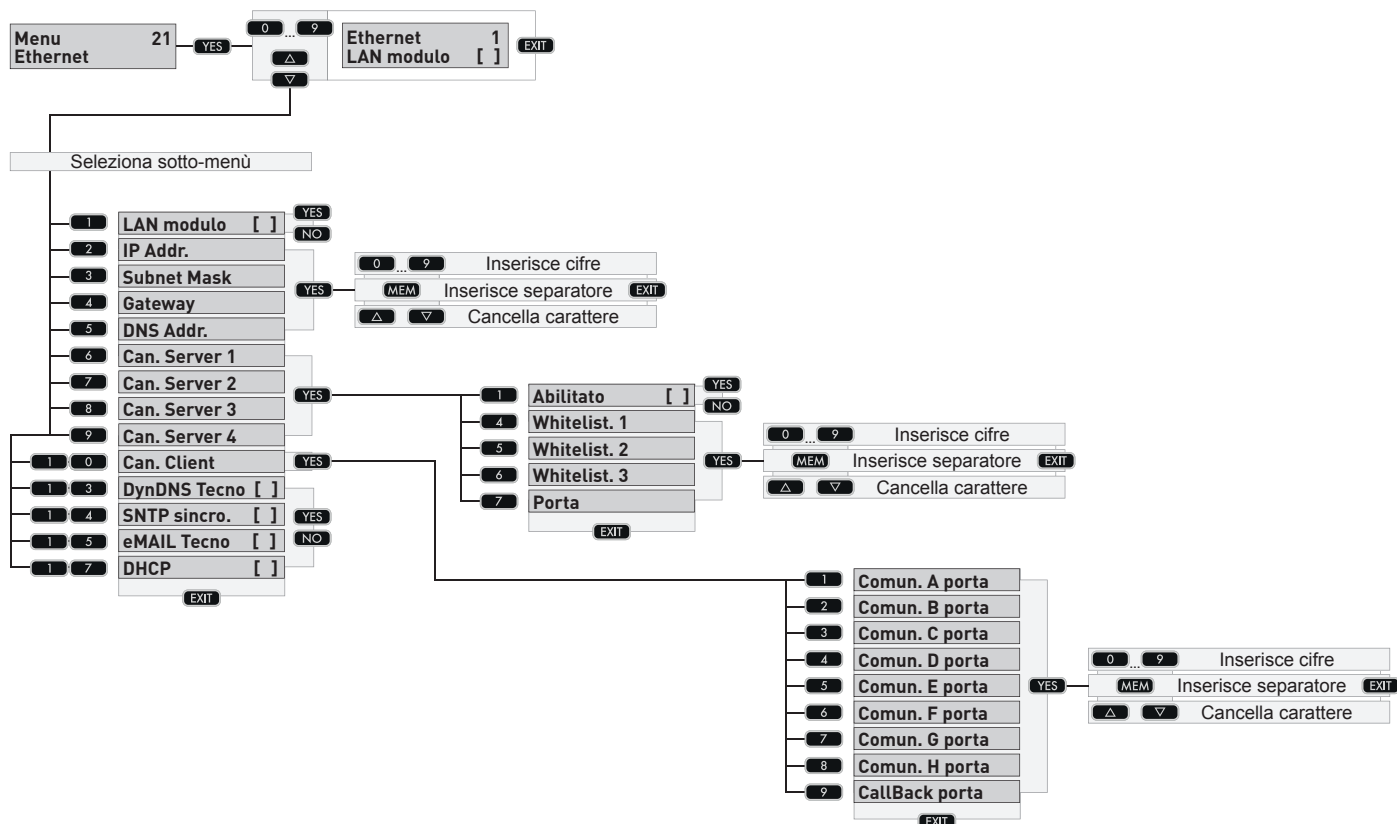 Menu 21
Ethernet
YES
0 ... 9
Ethernet 1
LAN modulo [ ]
EXIT
Seleziona sotto-menù
1 LAN modulo [ ] YES
NO
2 IP Addr.
3 Subnet Mask
4 Gateway
5 DNS Addr.
YES
0 ... 9 Inserisce cifre
MEM Inserisce separatore EXIT
Cancella carattere
6 Can. Server 1
7 Can. Server 2
8 Can. Server 3
9 Can. Server 4
YES
1 Abilitato [ ] YES
NO
4 Whitelist. 1
5 Whitelist. 2
6 Whitelist. 3
7 Porta
EXIT
YES
0 ... 9 Inserisce cifre
MEM Inserisce separatore EXIT
Cancella carattere
1 0 Can. Client YES
1 3 DynDNS Tecno [ ]
1 4 SNTP sincro. [ ] YES
1 5 eMAIL Tecno [ ] NO
1 7 DHCP [ ]
EXIT
1 Comun. A porta
2 Comun. B porta
3 Comun. C porta
4 Comun. D porta
5 Comun. E porta
6 Comun. F porta
7 Comun. G porta
8 Comun. H porta
9 CallBack porta
EXIT
YES
0 ... 9 Inserisce cifre
MEM Inserisce separatore EXIT
Cancella carattere